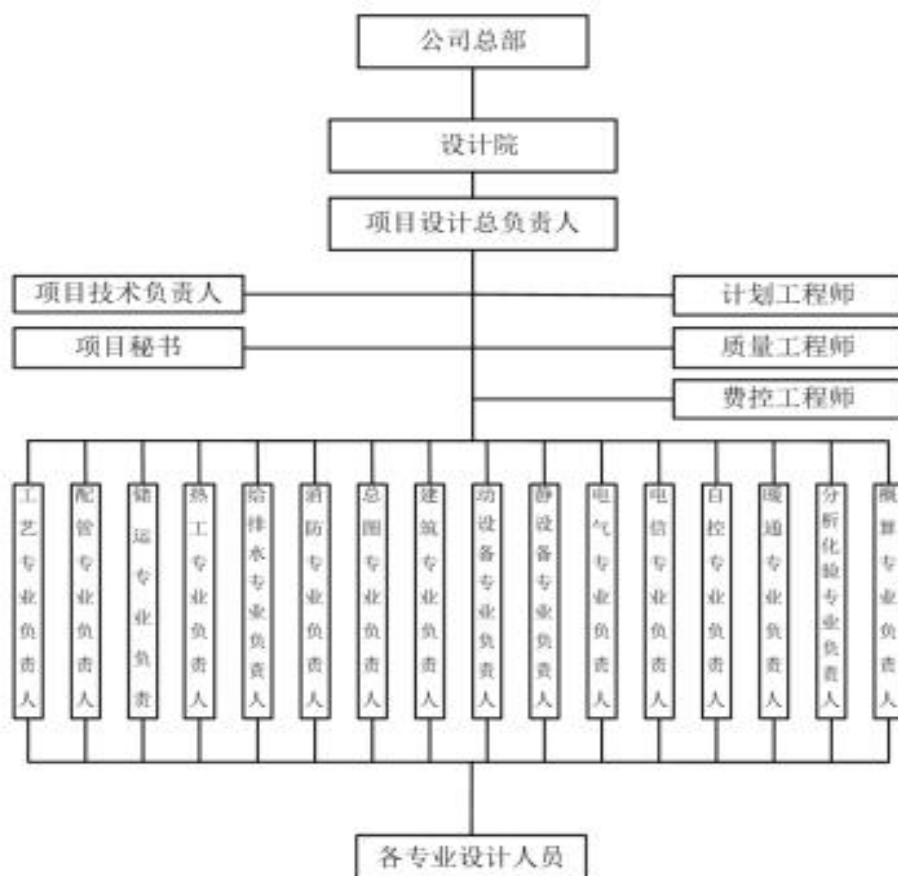 公司总部
设计院
项目设计总负责人
项目技术负责人
计划工程师
项目秘书
质量工程师
费控工程师
工艺专业负责人
配管专业负责人
储运专业负责
热工专业负责人
给排水专业负责人
消防专业负责人
总图专业负责人
建筑专业负责人
动设备专业负责人
静设备专业负责人
电气专业负责人
电信专业负责人
自控专业负责人
暖通专业负责人
分析化验专业负责人
概算专业负责人
各专业设计人员